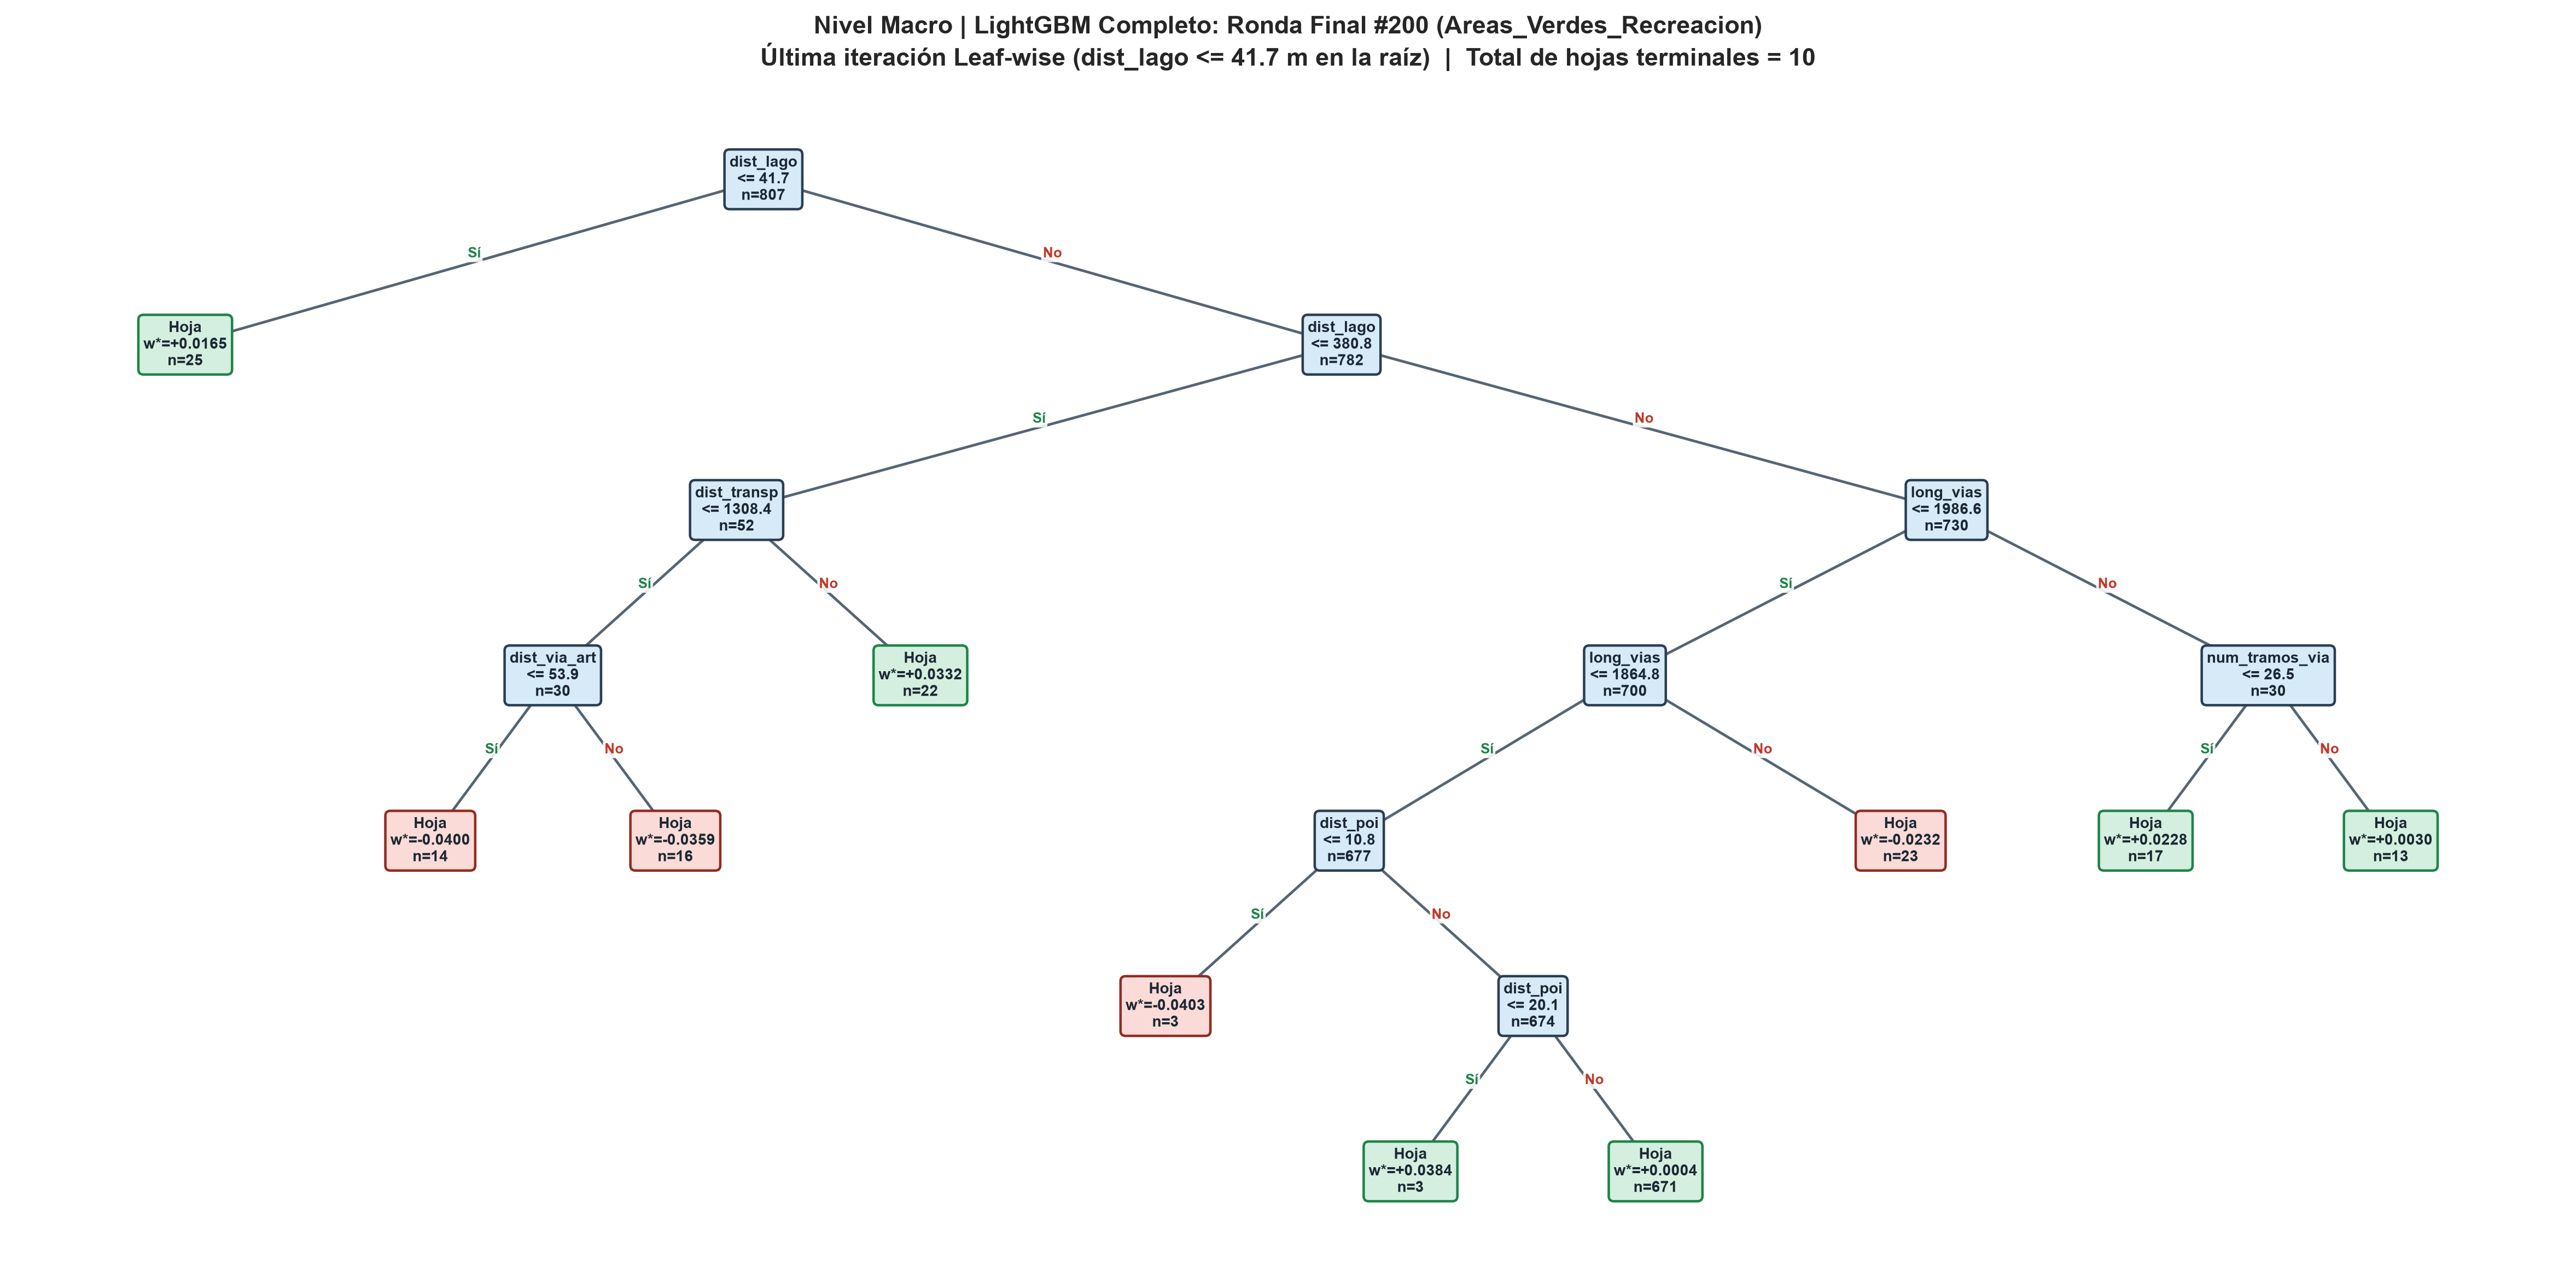 Nivel Macro | LightGBM Completo: Ronda Final #200 (Areas_Verdes_Recreacion)
Última iteración Leaf-wise (dist_lago <= 41.7 m en la raíz)  |  Total de hojas terminales = 10
dist_lago
<= 41.7
n=807
Sí
No
Hoja
w*=+0.0165
n=25
dist_lago
<= 380.8
n=782
Sí
No
dist_transp
<= 1308.4
n=52
long_vias
<= 1986.6
n=730
Sí
No
Sí
No
dist_via_art
<= 53.9
n=30
Hoja
w*=+0.0332
n=22
long_vias
<= 1864.8
n=700
num_tramos_via
<= 26.5
n=30
Sí
No
Sí
No
Sí
No
Hoja
w*=-0.0400
n=14
Hoja
w*=-0.0359
n=16
dist_poi
<= 10.8
n=677
Hoja
w*=-0.0232
n=23
Hoja
w*=+0.0228
n=17
Hoja
w*=+0.0030
n=13
Sí
No
Hoja
w*=-0.0403
n=3
dist_poi
<= 20.1
n=674
Sí
No
Hoja
w*=+0.0384
n=3
Hoja
w*=+0.0004
n=671